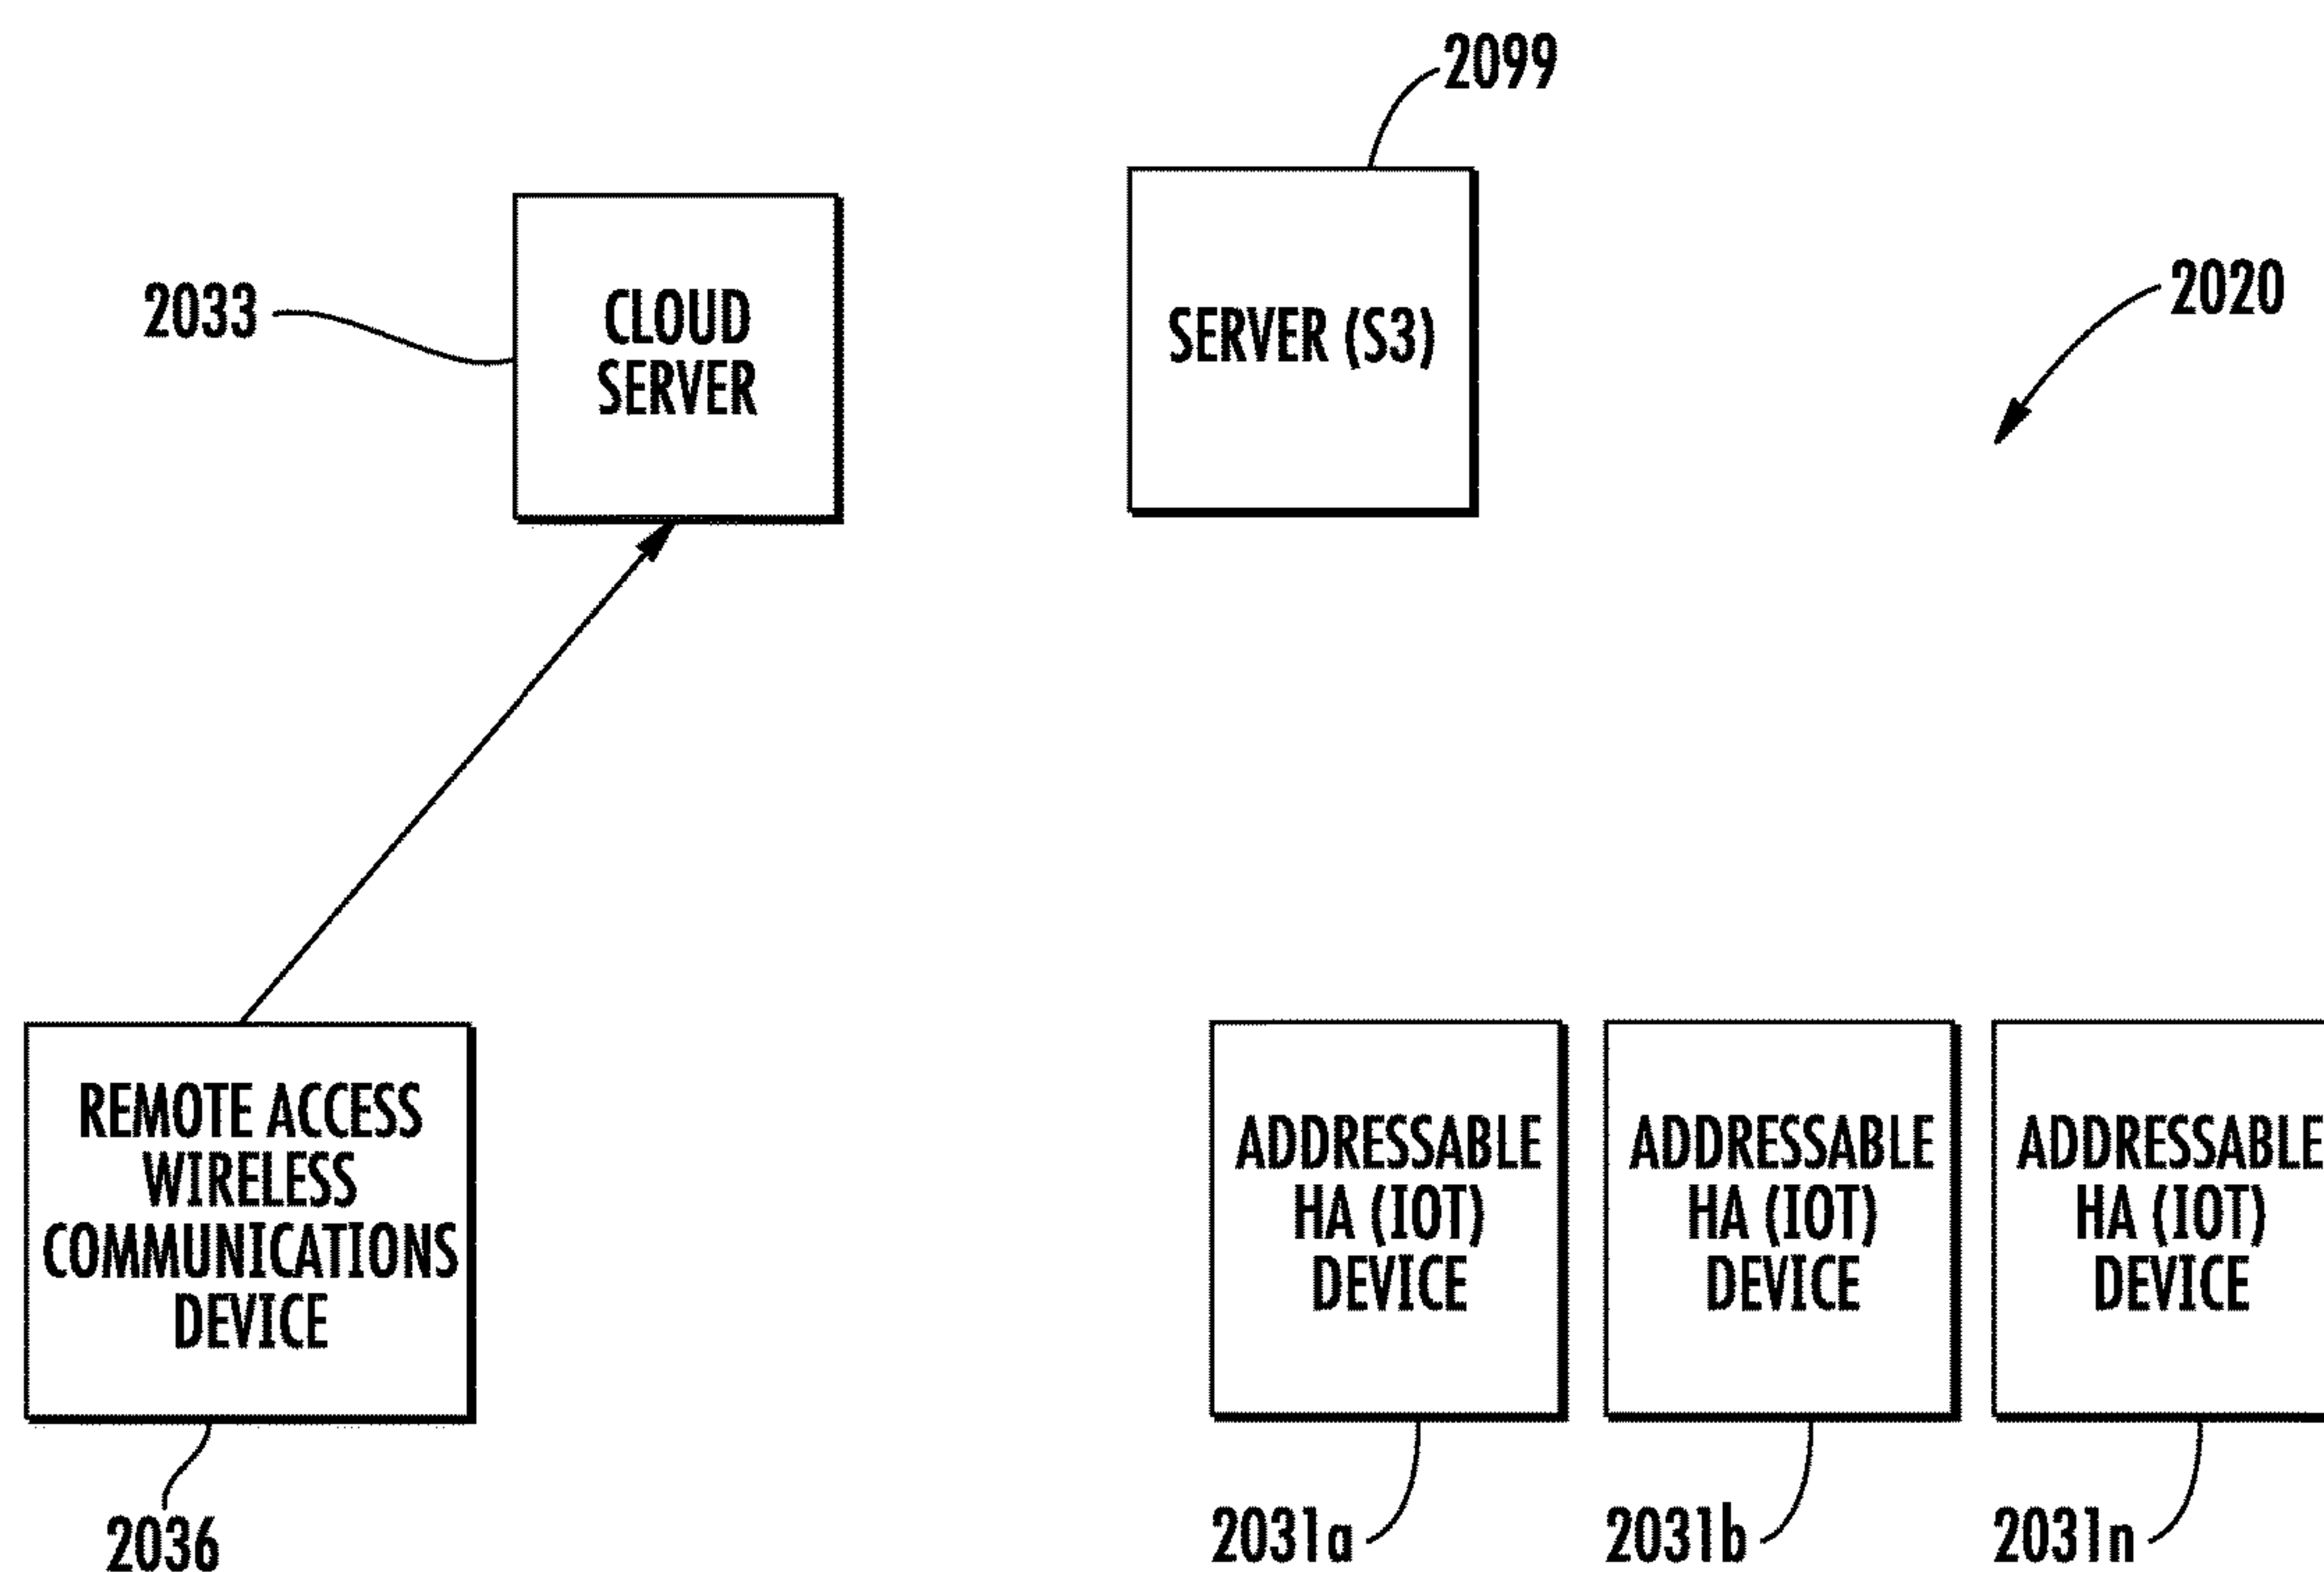 2099
2033
CLOUD
SERVER
SERVER (S3)
2020
REMOTE ACCESS
WIRELESS
COMMUNICATIONS
DEVICE
ADDRESSABLE
HA (IOT)
DEVICE
ADDRESSABLE
HA (IOT)
DEVICE
ADDRESSABLE
HA (IOT)
DEVICE
2036
2031a
2031b
2031n